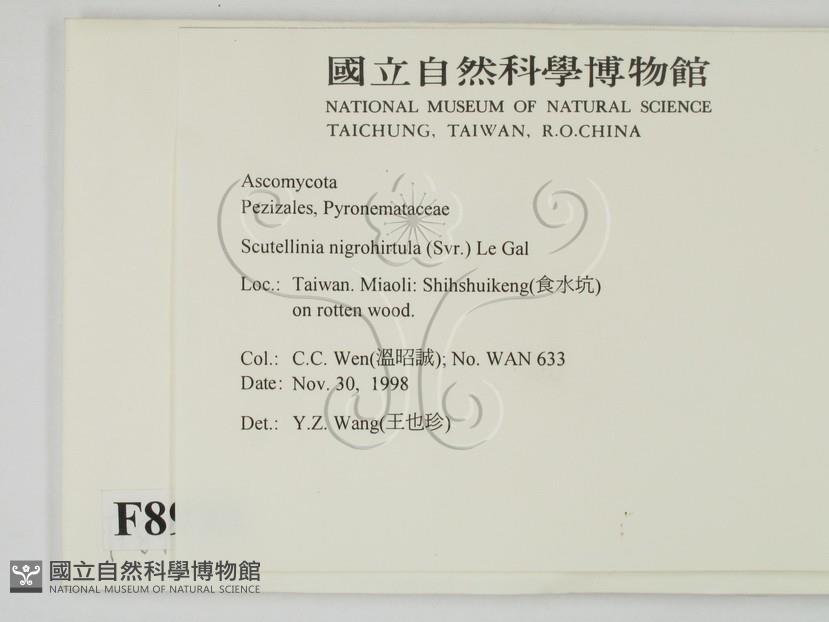 國立自然科學博物館
NATIONAL MUSEUM OF NATURAL SCIENCE
TAICHUNG, TAIWAN, R.O.CHINA
Ascomycota
Pezizales, Pyronemataceae
Scutellinia nigrohirtula (Svr.) Le Gal
Loc.: Taiwan. Miaoli: Shihshuikeng(食水坑)
on rotten wood.
Col.: C.C. Wen(溫昭誠); No. WAN 633
Date: Nov. 30, 1998
Det.: Y.Z. Wang(王也珍)
國立自然科學博物館
NATIONAL MUSEUM OF NATURAL SCIENCE